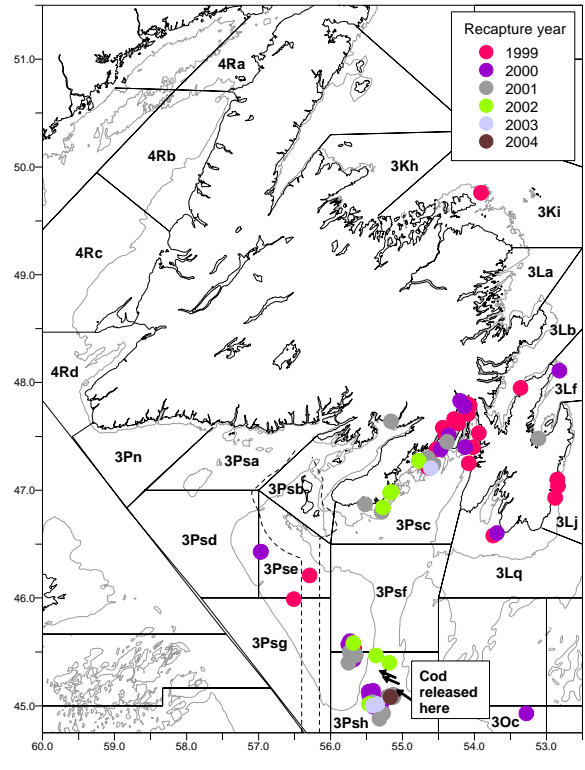 Recapture year
1999
2000
2001
2002
2003
2004
51.0
50.0
49.0
48.0
47.0
46.0
45.0
4Ra
4Rb
3Kh
3Ki
4Rc
3La
3Lb
4Rd
3Lf
3Pn
3Psa
3Psb
3Psc
3Lj
3Psd
3Pse
3Lq
3Psf
3Psg
Cod
released
here
3Psh
3Oc
60.0 59.0 58.0 57.0 56.0 55.0 54.0 53.0